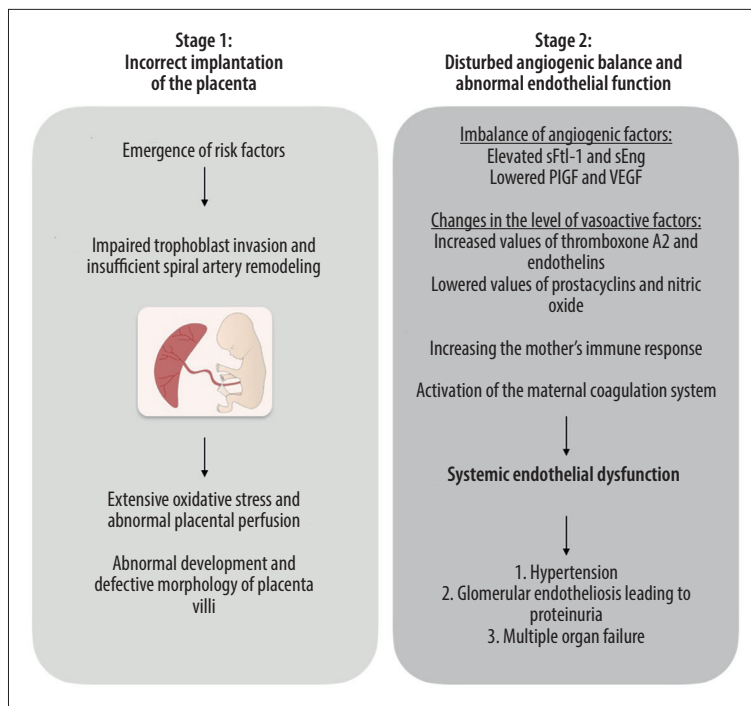 Stage 1:
Incorrect implantation
of the placenta
Emergence of risk factors
Impaired trophoblast invasion and
insufficient spiral artery remodeling
Extensive oxidative stress and
abnormal placental perfusion
Abnormal development and
defective morphology of placenta
villi
Stage 2:
Disturbed angiogenic balance and
abnormal endothelial function
Imbalance of angiogenic factors:
Elevated sFtl-1 and sEng
Lowered PIGF and VEGF
Changes in the level of vasoactive factors:
Increased values of thromboxone A2 and
endothelins
Lowered values of prostacyclins and nitric
oxide
Increasing the mother's immune response
Activation of the maternal coagulation system
Systemic endothelial dysfunction
1. Hypertension
2. Glomerular endotheliosis leading to
proteinuria
3. Multiple organ failure